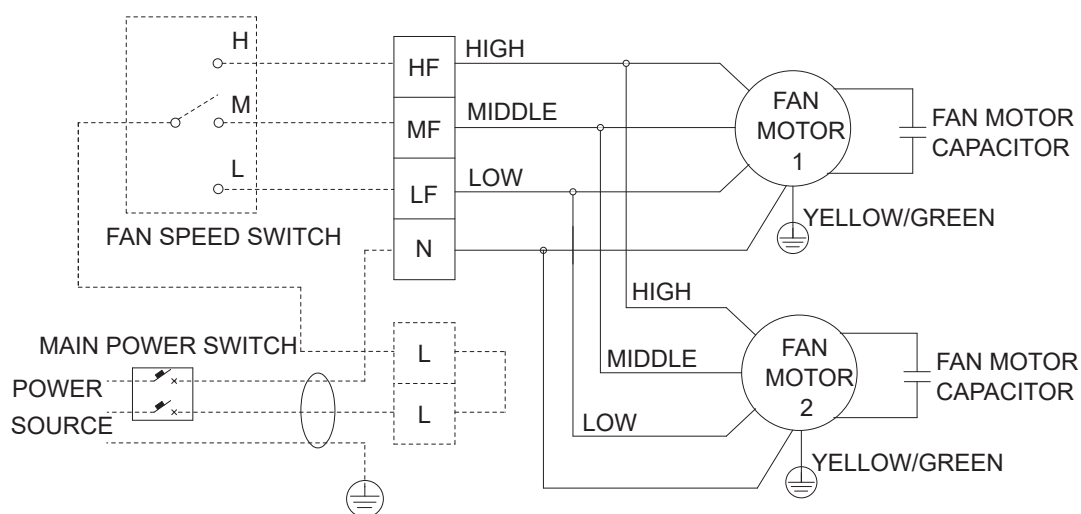 H
M
L
FAN SPEED SWITCH
HF
MF
LF
N
HIGH
MIDDLE
LOW
FAN
MOTOR
1
FAN MOTOR
CAPACITOR
YELLOW/GREEN
MAIN POWER SWITCH
POWER
SOURCE
L
L
HIGH
MIDDLE
LOW
FAN
MOTOR
2
FAN MOTOR
CAPACITOR
YELLOW/GREEN